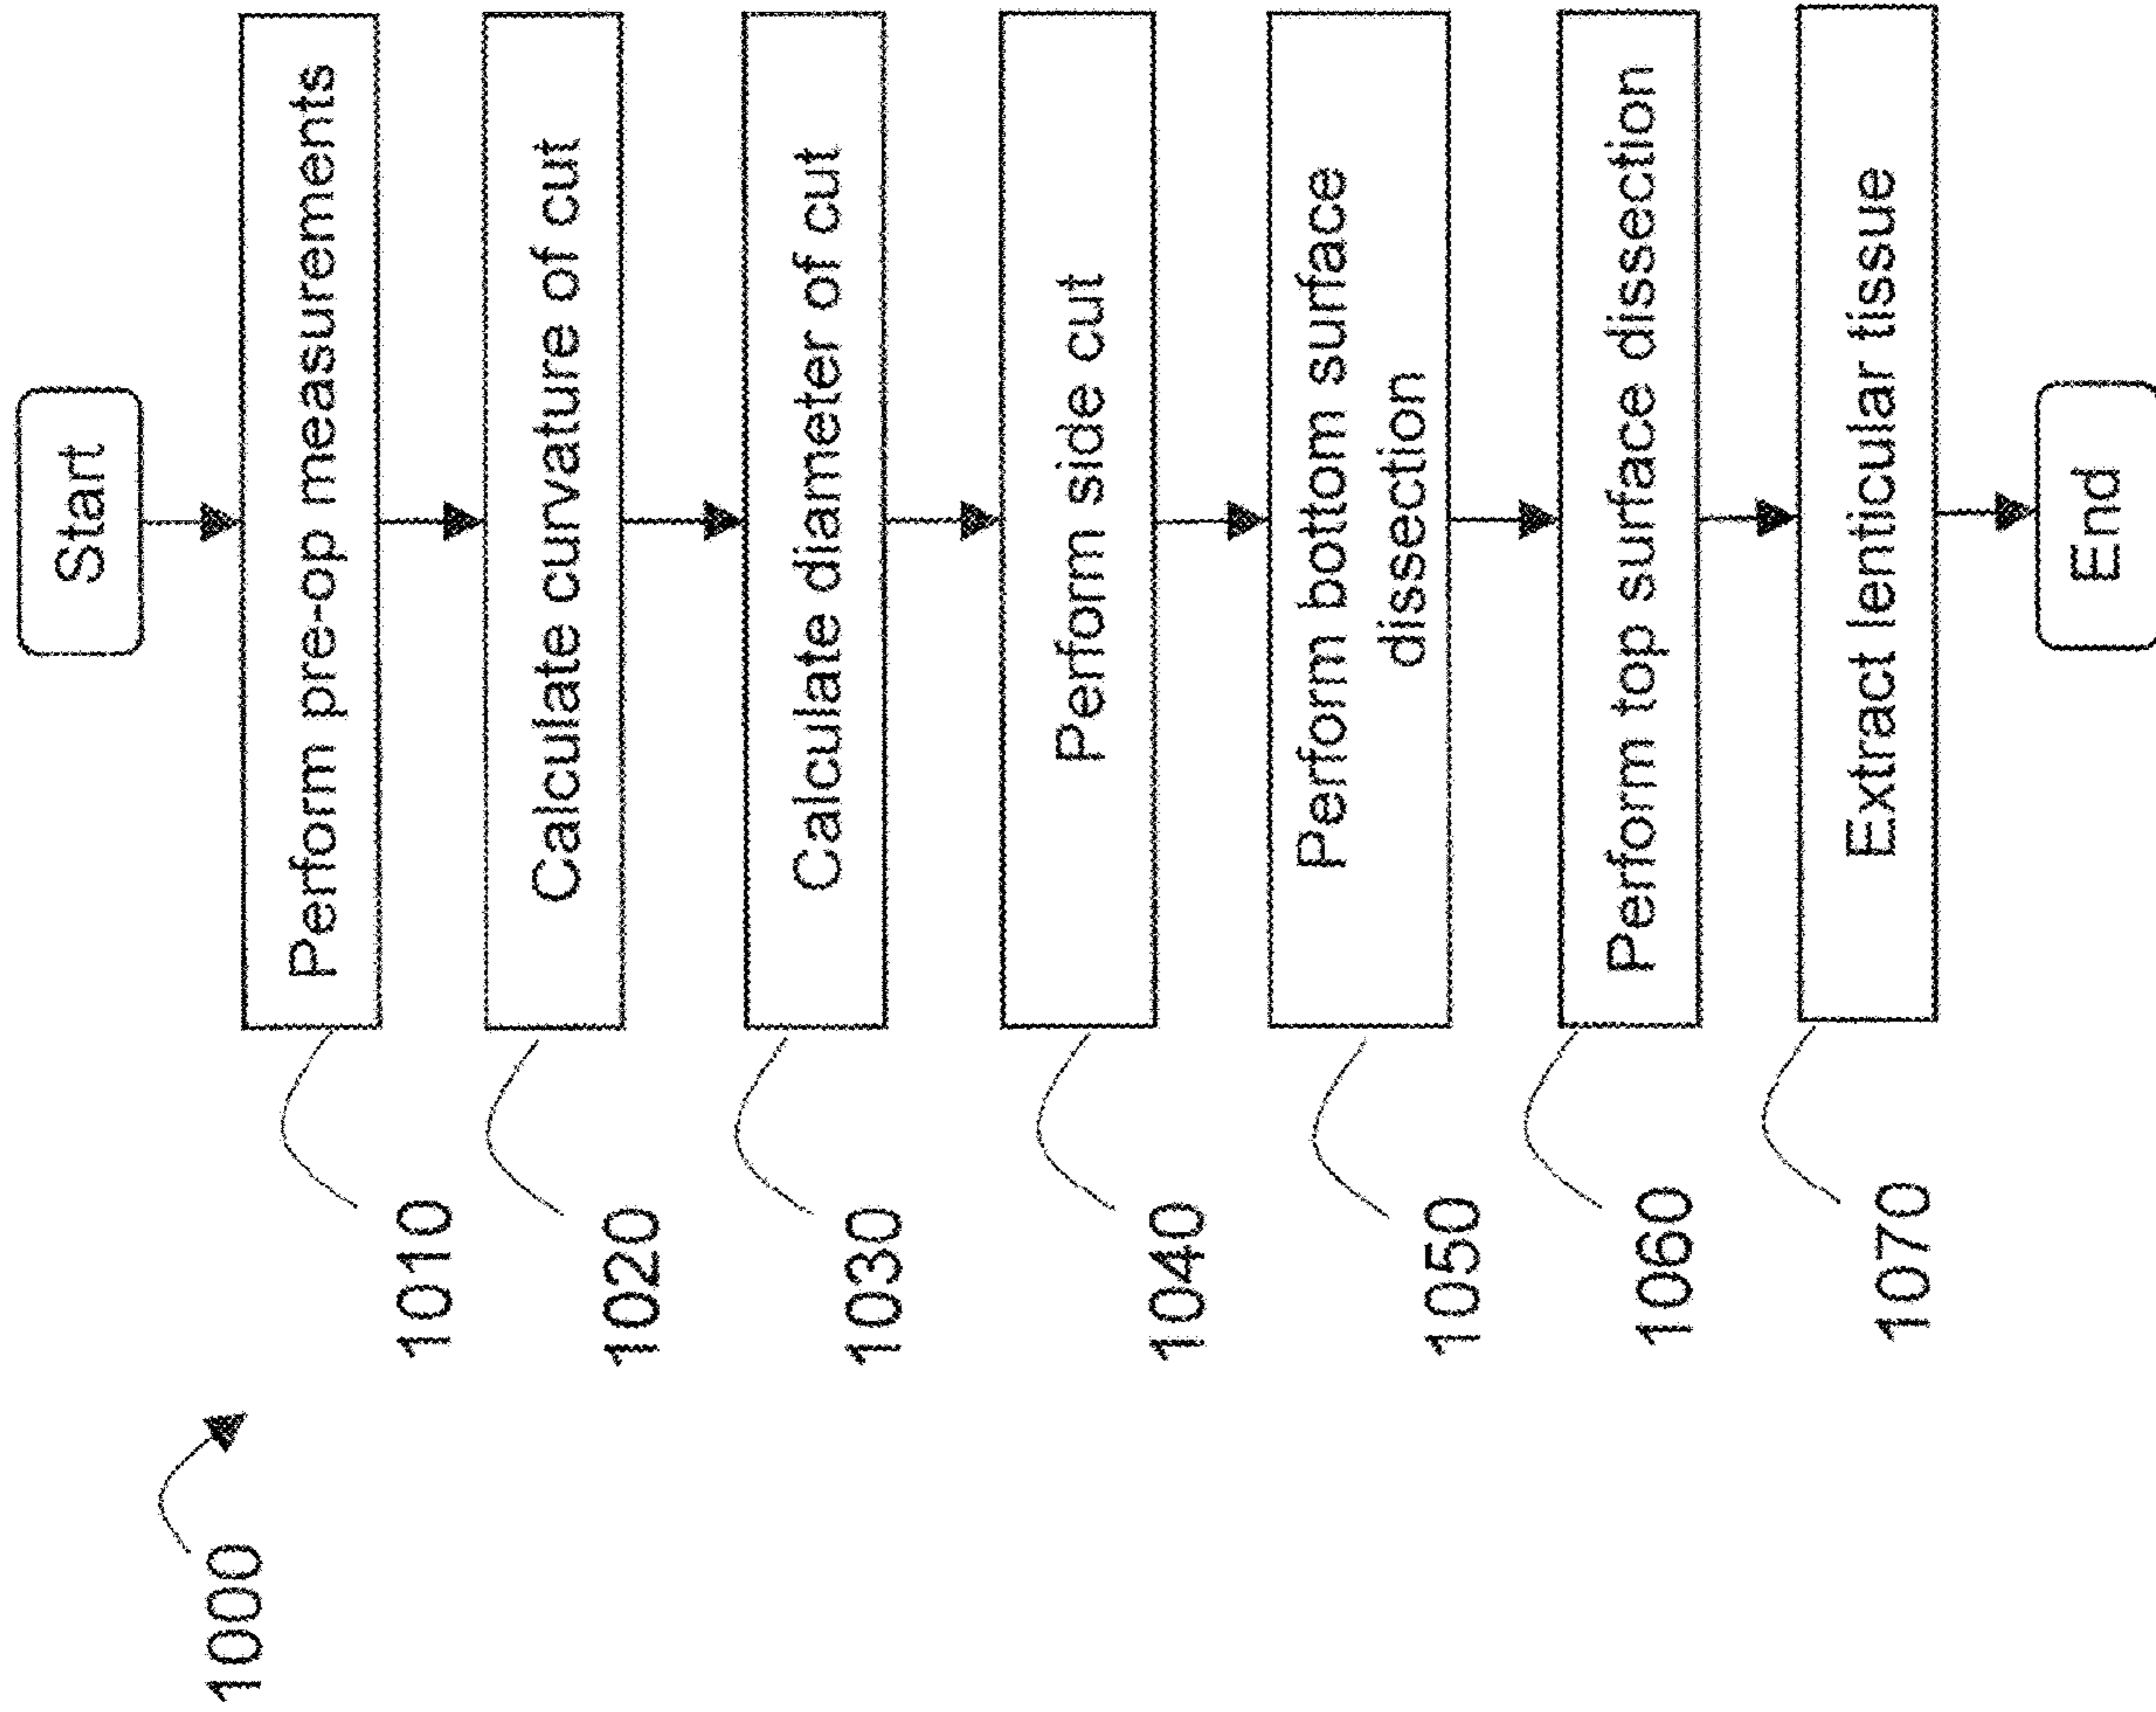 1000
Start
1010
Perform pre-op measurements
1020
Calculate curvature of cut
1030
Calculate diameter of cut
1040
Perform side cut
1050
Perform bottom surface
dissection
1060
Perform top surface dissection
1070
Extract lenticular tissue
End